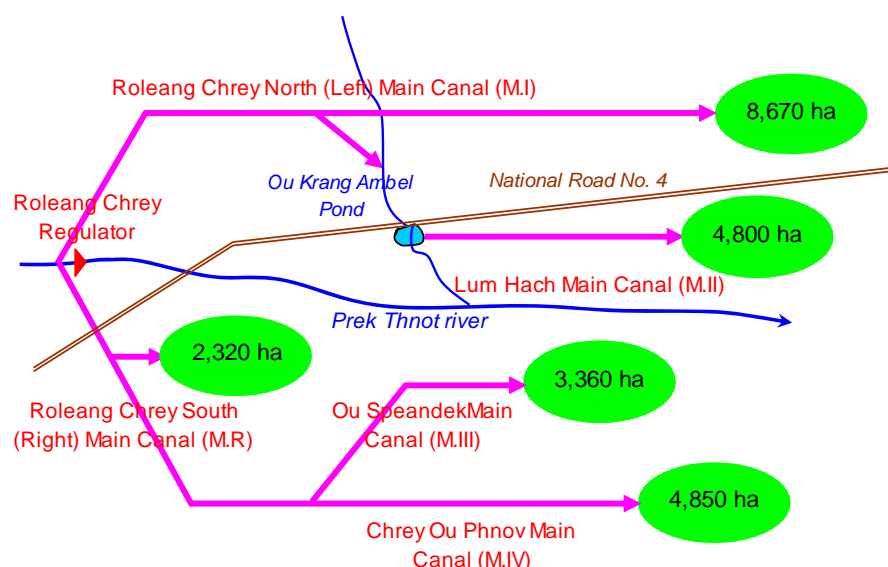 Roleang Chrey North (Left) Main Canal (M.I)
8,670 ha
Ou Krang Ambel
Pond
National Road No. 4
Roleang Chrey
Regulator
4,800 ha
Lum Hach Main Canal (M.II)
Prek Thnot river
2,320 ha
3,360 ha
Roleang Chrey South
(Right) Main Canal (M.R)
Ou SpeandekMain
Canal (M.III)
4,850 ha
Chrey Ou Phnov Main
Canal (M.IV)